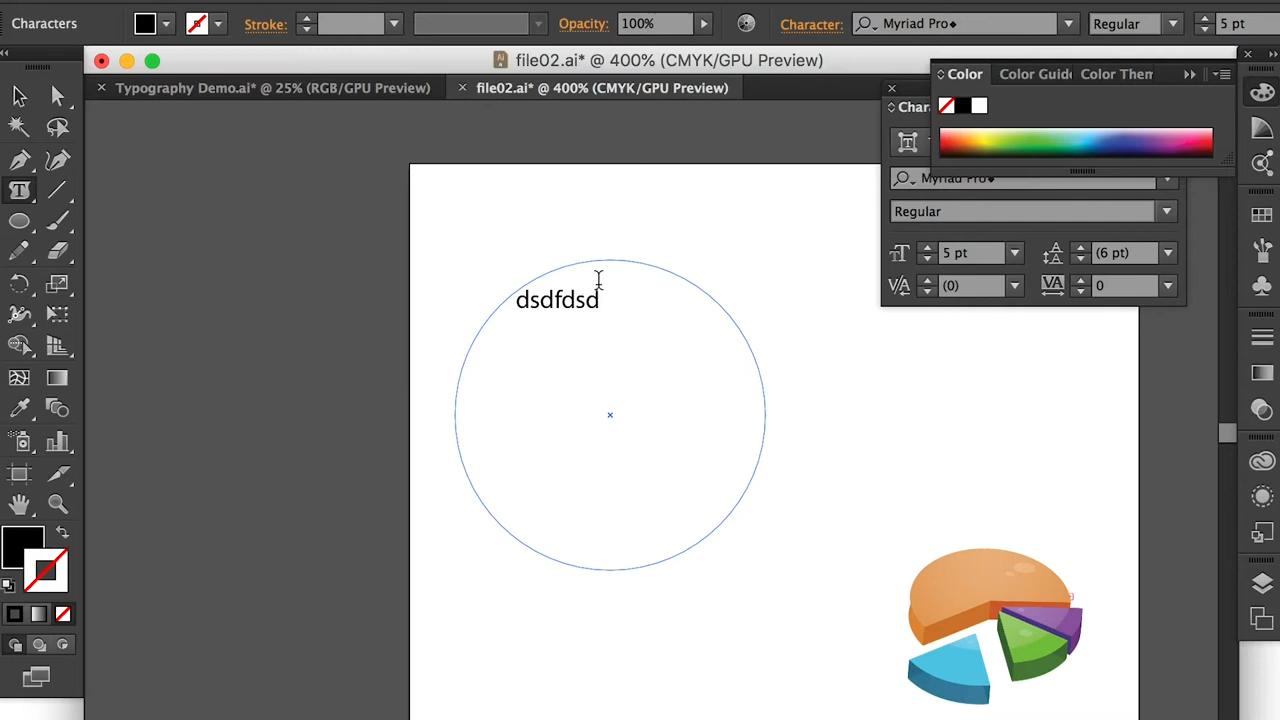 Characters Stroke: Opacity: 100% Character: Myriad Pro Regular 5 pt
file02.ai* @ 400% (CMYK/GPU Preview)
Typography Demo.ai* @ 25% (RGB/GPU Preview) file02.ai* @ 400% (CMYK/GPU Preview)
Color Color Guid Color Them
Char
Myriad Pro
Regular
5 pt (6 pt)
(0) 0
dsdfdsd